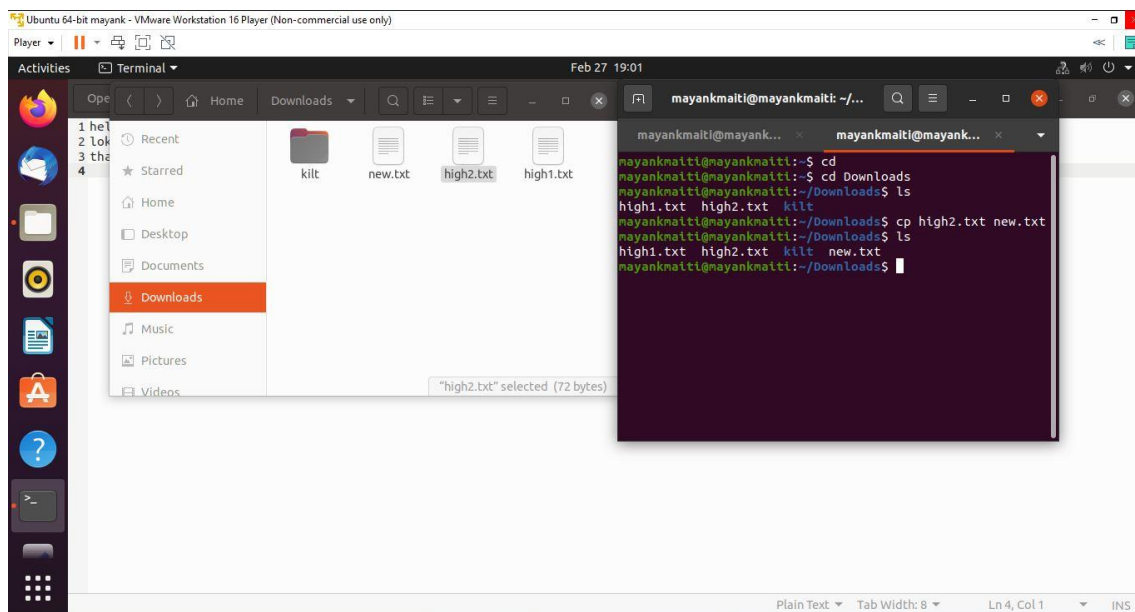 Ubuntu 64-bit mayank - VMware Workstation 16 Player (Non-commercial use only)
Player
Activities
Terminal
Feb 27 19:01
Ope
Home
Downloads
1 hel
2 lok
3 tha
4
Recent
Starred
Home
Desktop
Documents
Downloads
Music
Pictures
Videos
kilt
new.txt
high2.txt
high1.txt
"high2.txt" selected (72 bytes)
mayankmaiti@mayankmaiti: ~/...
mayankmaiti@mayank...
mayankmaiti@mayank...
mayankmaiti@mayankmaiti:~$ cd
mayankmaiti@mayankmaiti:~$ cd Downloads
mayankmaiti@mayankmaiti:~/Downloads$ ls
high1.txt high2.txt kilt
mayankmaiti@mayankmaiti:~/Downloads$ cp high2.txt new.txt
mayankmaiti@mayankmaiti:~/Downloads$ ls
high1.txt high2.txt kilt new.txt
mayankmaiti@mayankmaiti:~/Downloads$
Plain Text
Tab Width: 8
Ln 4, Col 1
INS